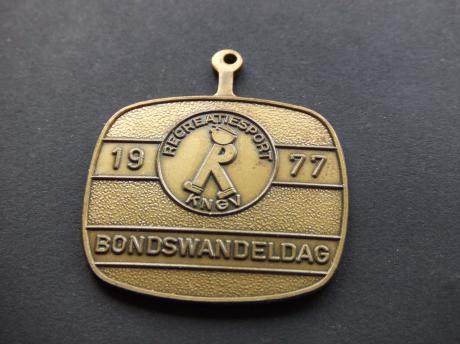 RECREATIESPORT
19 R 77
KNGV
BONDSWANDELDAG